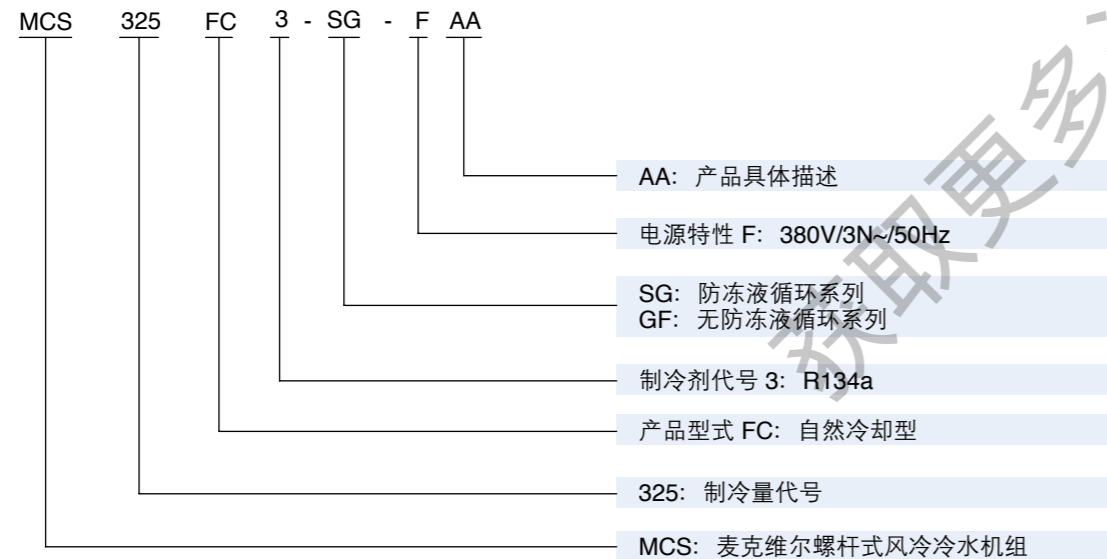 MCS 325 FC 3 - SG - F AA
AA: 产品具体描述
电源特性 F: 380V/3N~/50Hz
SG: 防冻液循环系列
GF: 无防冻液循环系列
制冷剂代号 3: R134a
产品型式 FC: 自然冷却型
325: 制冷量代号
MCS: 麦克维尔螺杆式风冷冷水机组
获取更多